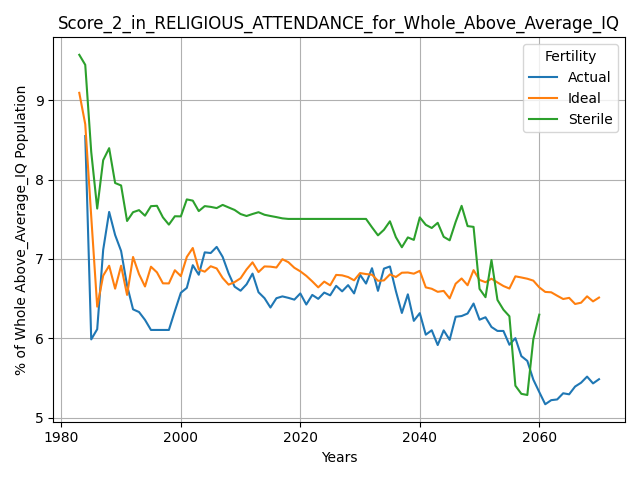 Score_2_in_RELIGIOUS_ATTENDANCE_for_Whole_Above_Average_IQ
Fertility
Actual
Ideal
Sterile
% of Whole Above_Average_IQ Population
9
8
7
6
5
1980 2000 2020 2040 2060
Years